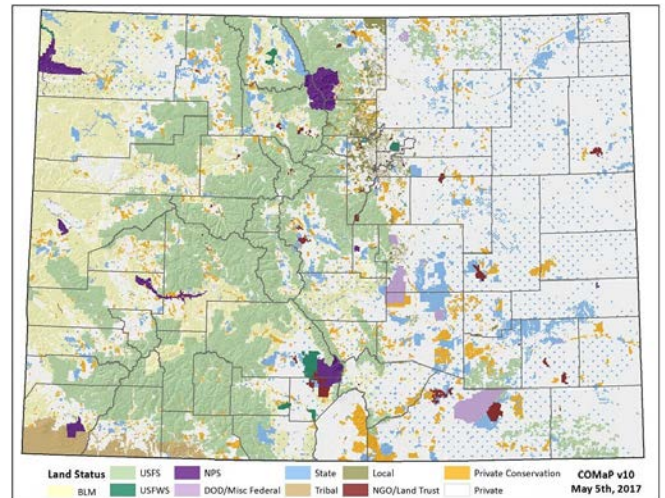 Land Status USFS NPS State Local Private Conservation COMaP v10
BLM USFWS DOD/Misc Federal Tribal NGO/Land Trust Private May 5th, 2017